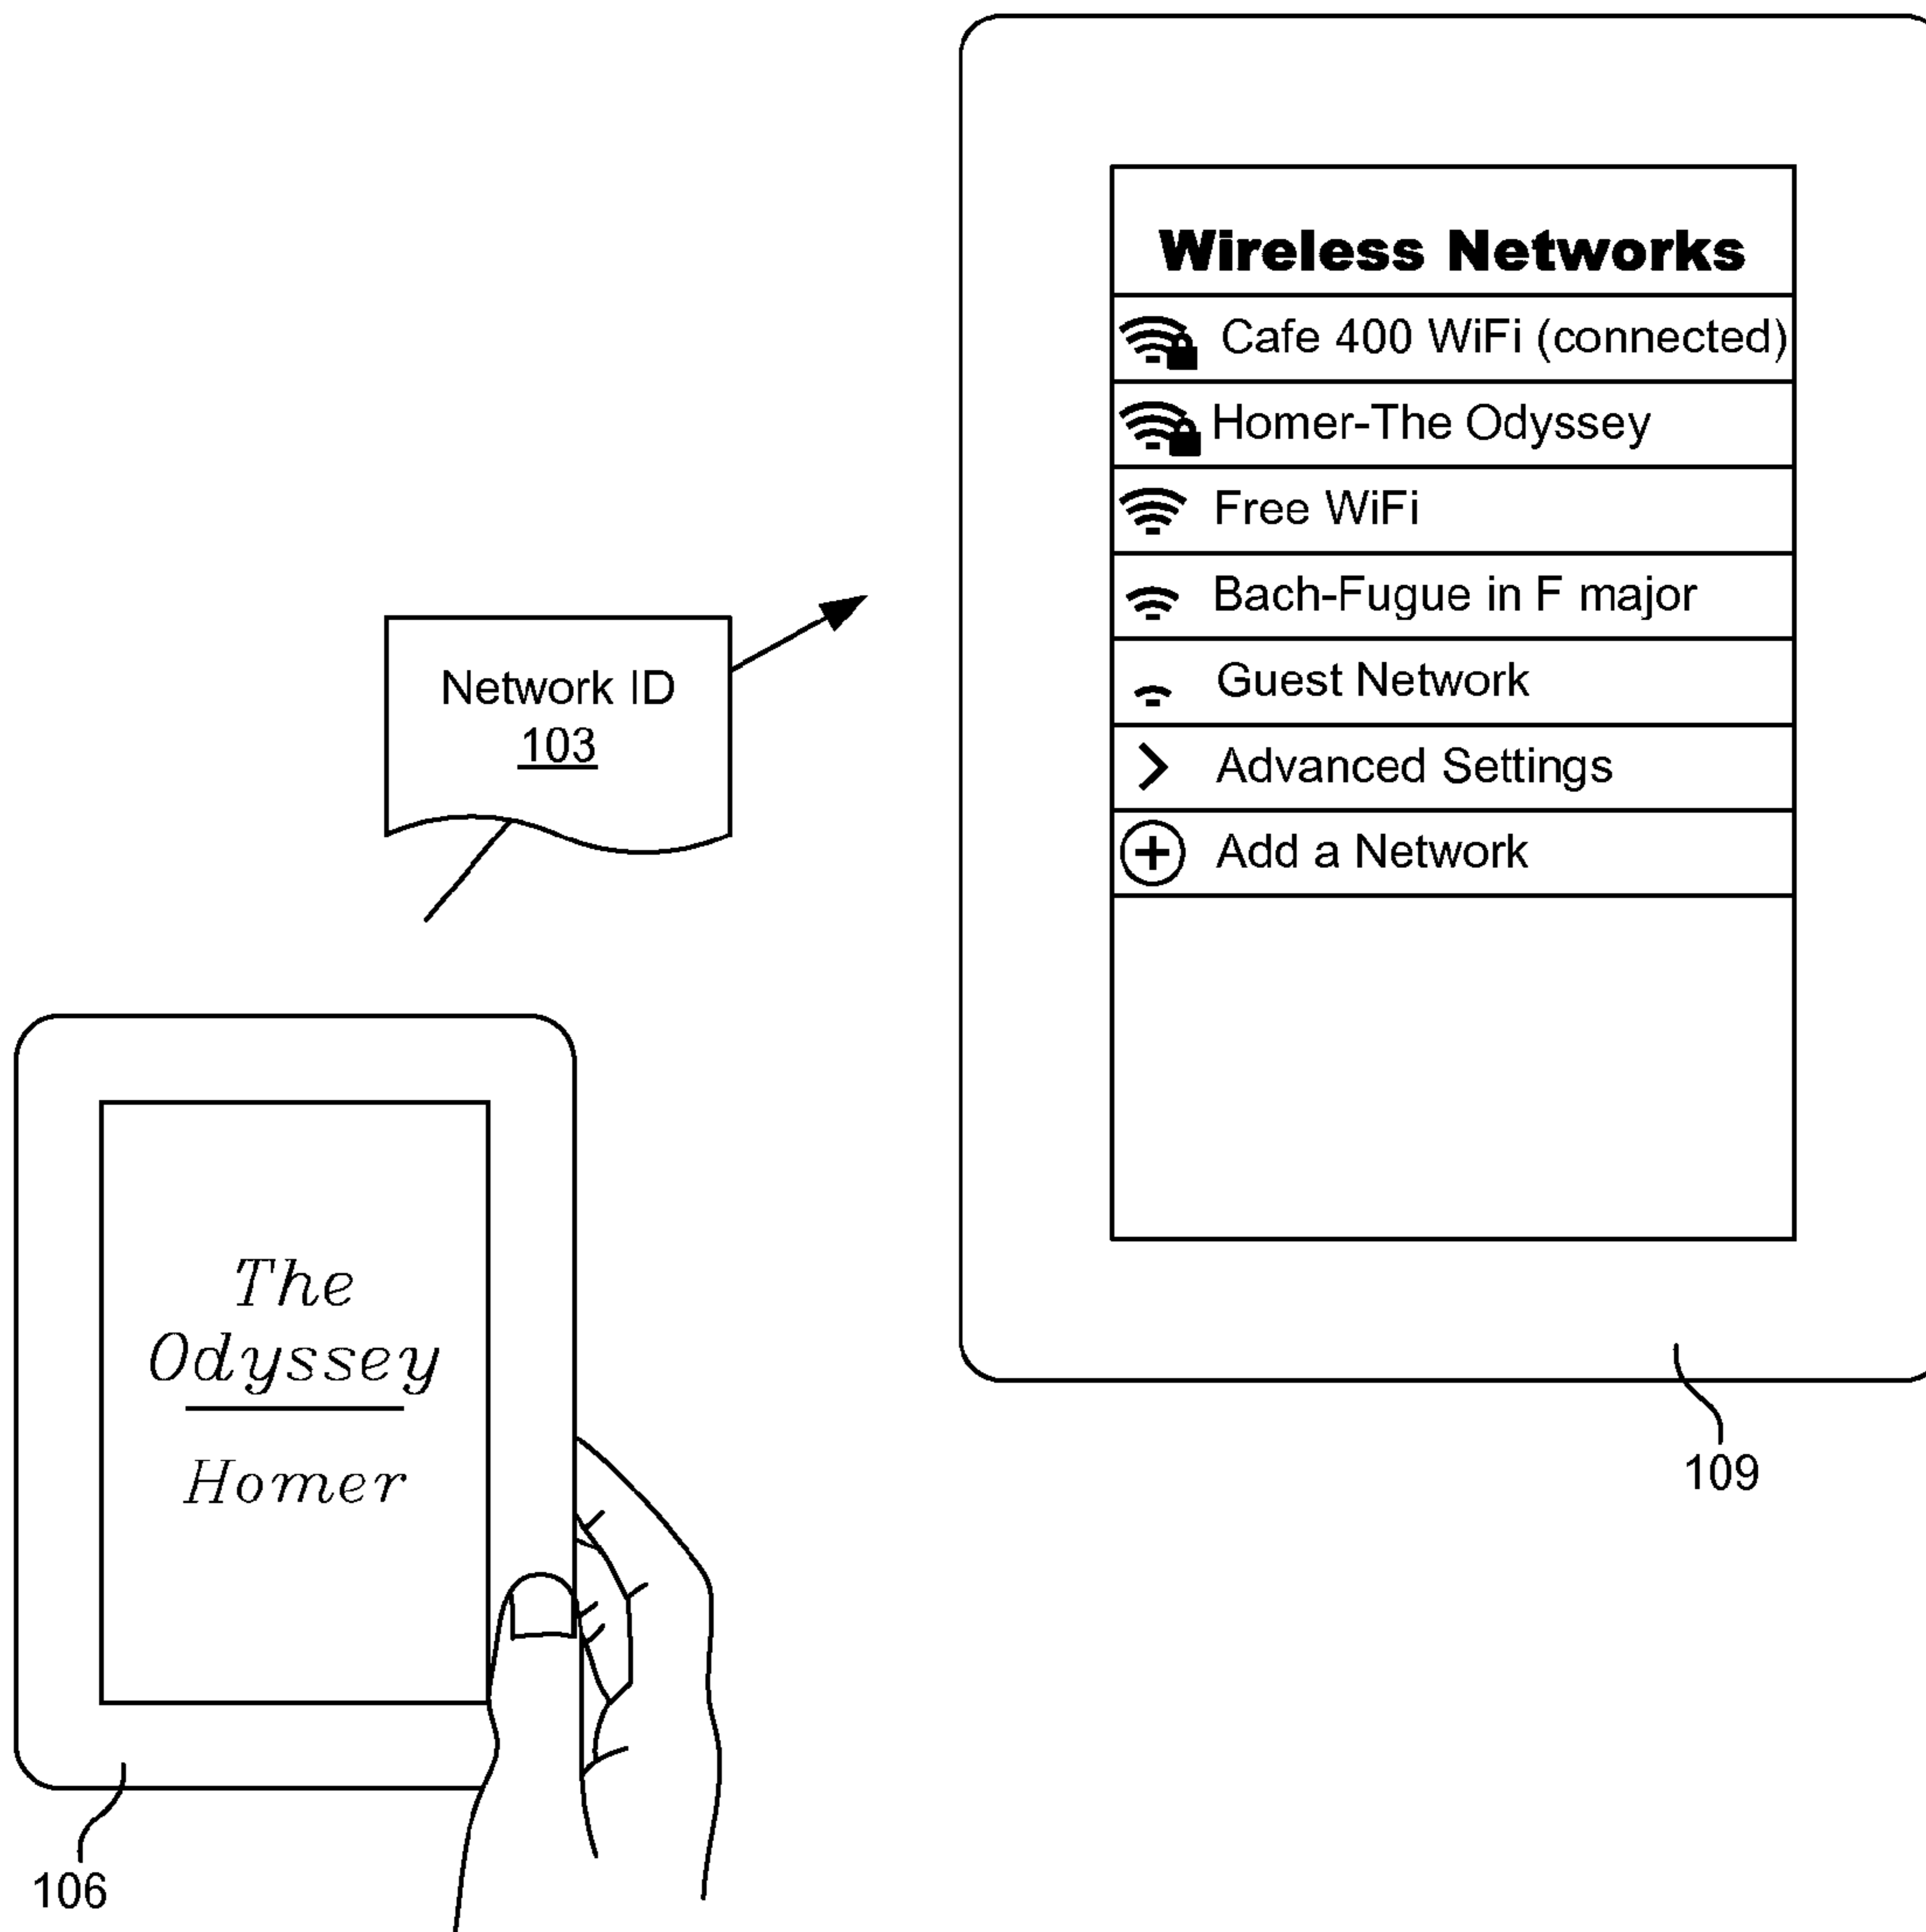 Wireless Networks
Cafe 400 WiFi (connected)
Homer-The Odyssey
Free WiFi
Bach-Fugue in F major
Guest Network
Advanced Settings
Add a Network
109
Network ID
103
The
Odyssey
Homer
106